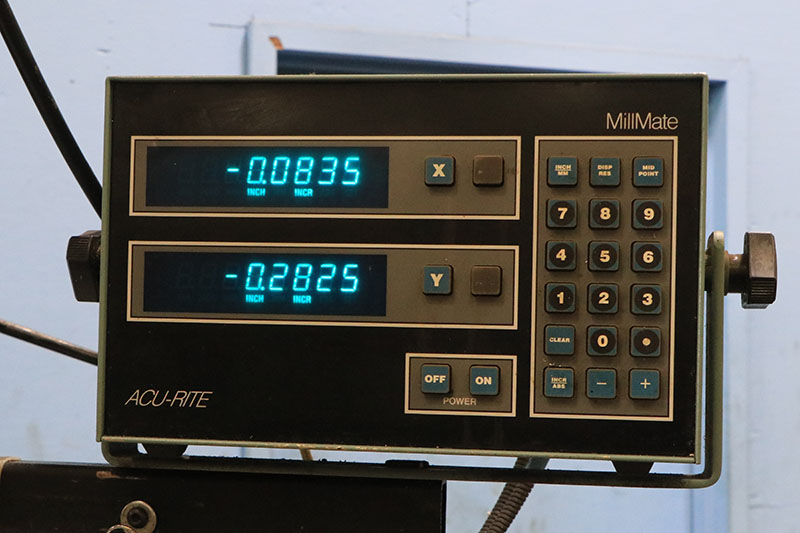 MillMate
-0.0835
INCH INCR
X
-0.2825
INCH INCR
Y
INCH
MM
DISP
RES
MID
POINT
7 8 9
4 5 6
1 2 3
CLEAR 0 .
INCR
ABS
- +
OFF ON
POWER
ACU-RITE